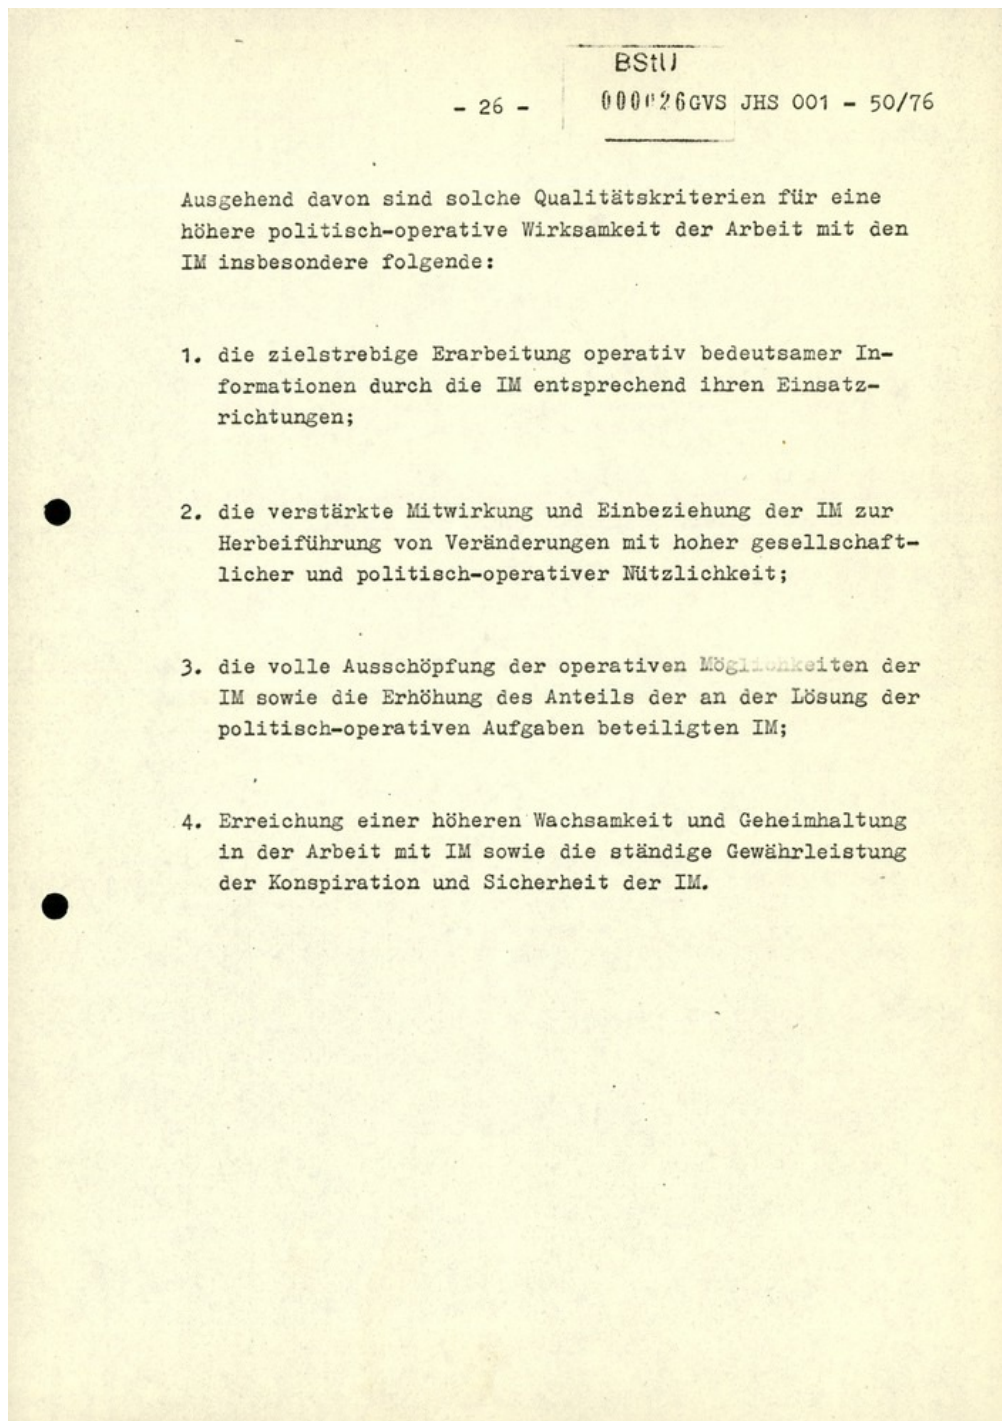 BStU
- 26 -
000026 GVS JHS 001 - 50/76
Ausgehend davon sind solche Qualitätskriterien für eine
höhere politisch-operative Wirksamkeit der Arbeit mit den
IM insbesondere folgende:
1. die zielstrebige Erarbeitung operativ bedeutsamer In-
formationen durch die IM entsprechend ihren Einsatz-
richtungen;
2. die verstärkte Mitwirkung und Einbeziehung der IM zur
Herbeiführung von Veränderungen mit hoher gesellschaft-
licher und politisch-operativer Nützlichkeit;
3. die volle Ausschöpfung der operativen Möglichkeiten der
IM sowie die Erhöhung des Anteils der an der Lösung der
politisch-operativen Aufgaben beteiligten IM;
4. Erreichung einer höheren Wachsamkeit und Geheimhaltung
in der Arbeit mit IM sowie die ständige Gewährleistung
der Konspiration und Sicherheit der IM.